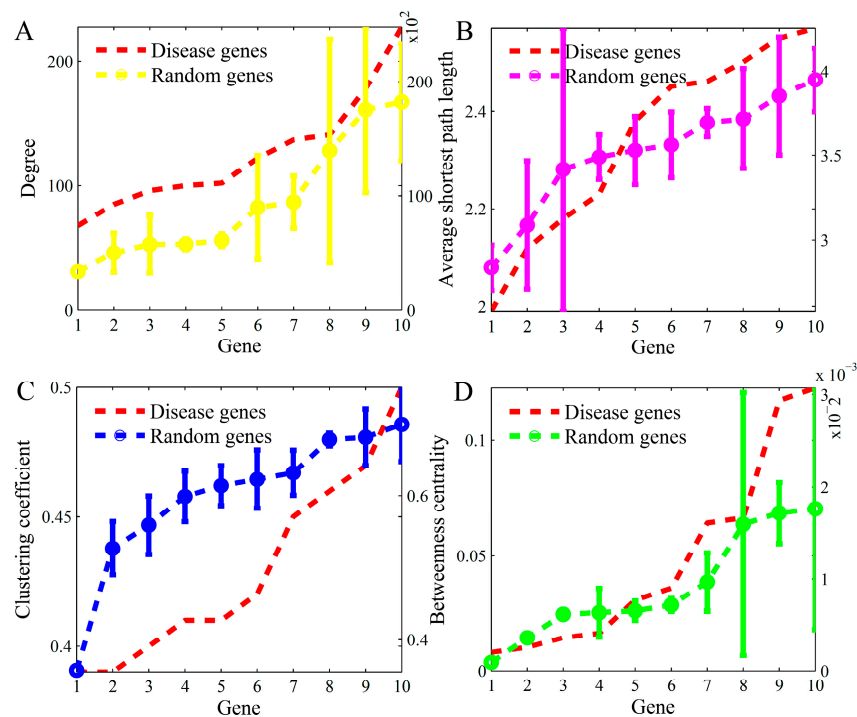 A
x10²
Disease genes
Random genes
Degree
200
100
0
200
100
0
1 2 3 4 5 6 7 8 9 10
Gene
B
Disease genes
Random genes
Average shortest path length
2.4
2.2
2
4
3.5
3
1 2 3 4 5 6 7 8 9 10
Gene
C
Disease genes
Random genes
Clustering coefficient
0.5
0.45
0.4
0.6
0.4
1 2 3 4 5 6 7 8 9 10
Gene
D
x 10⁻³
x10⁻²
Disease genes
Random genes
Betweenness centrality
0.1
0.05
0
3
2
1
0
1 2 3 4 5 6 7 8 9 10
Gene